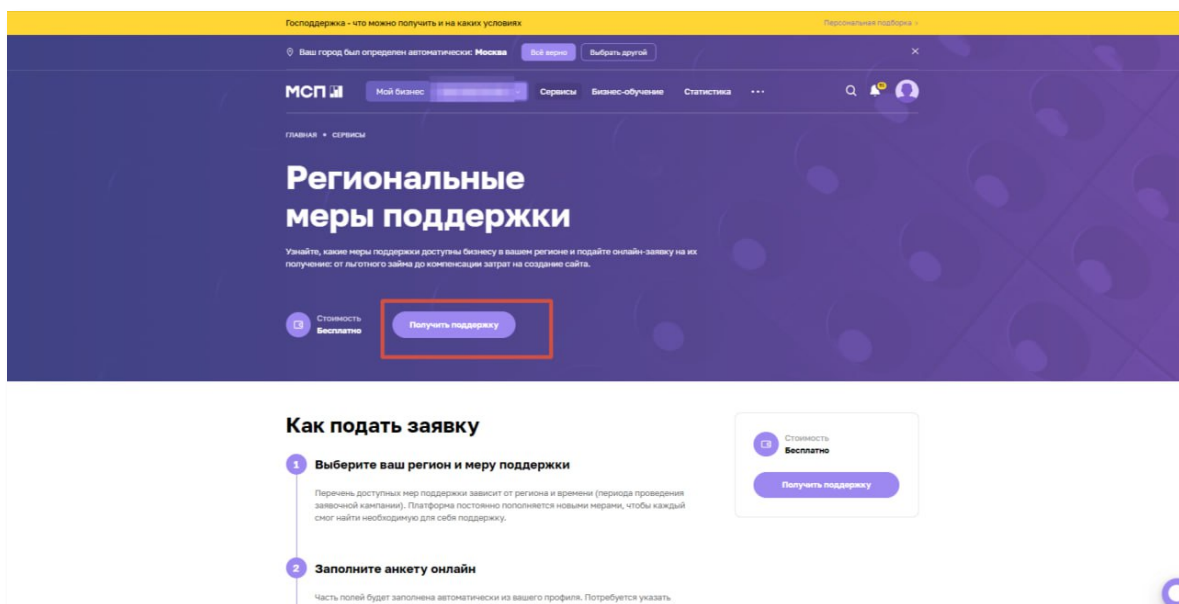 Господдержка - что можно получить и на каких условиях
Персональная подборка >
Ваш город был определен автоматически: Москва
Всё верно
Выбрать другой
МСП
Мой бизнес
Сервисы
Бизнес-обучение
Статистика
ГЛАВНАЯ • СЕРВИСЫ
Региональные
меры поддержки
Узнайте, какие меры поддержки доступны бизнесу в вашем регионе и подайте онлайн-заявку на их
получение: от льготного займа до компенсации затрат на создание сайта.
Стоимость
Бесплатно
Получить поддержку
Как подать заявку
1 Выберите ваш регион и меру поддержки
Перечень доступных мер поддержки зависит от региона и времени (периода проведения
заявочной кампании). Платформа постоянно пополняется новыми мерами, чтобы каждый
смог найти необходимую для себя поддержку.
2 Заполните анкету онлайн
Часть полей будет заполнена автоматически из вашего профиля. Потребуется указать
Стоимость
Бесплатно
Получить поддержку